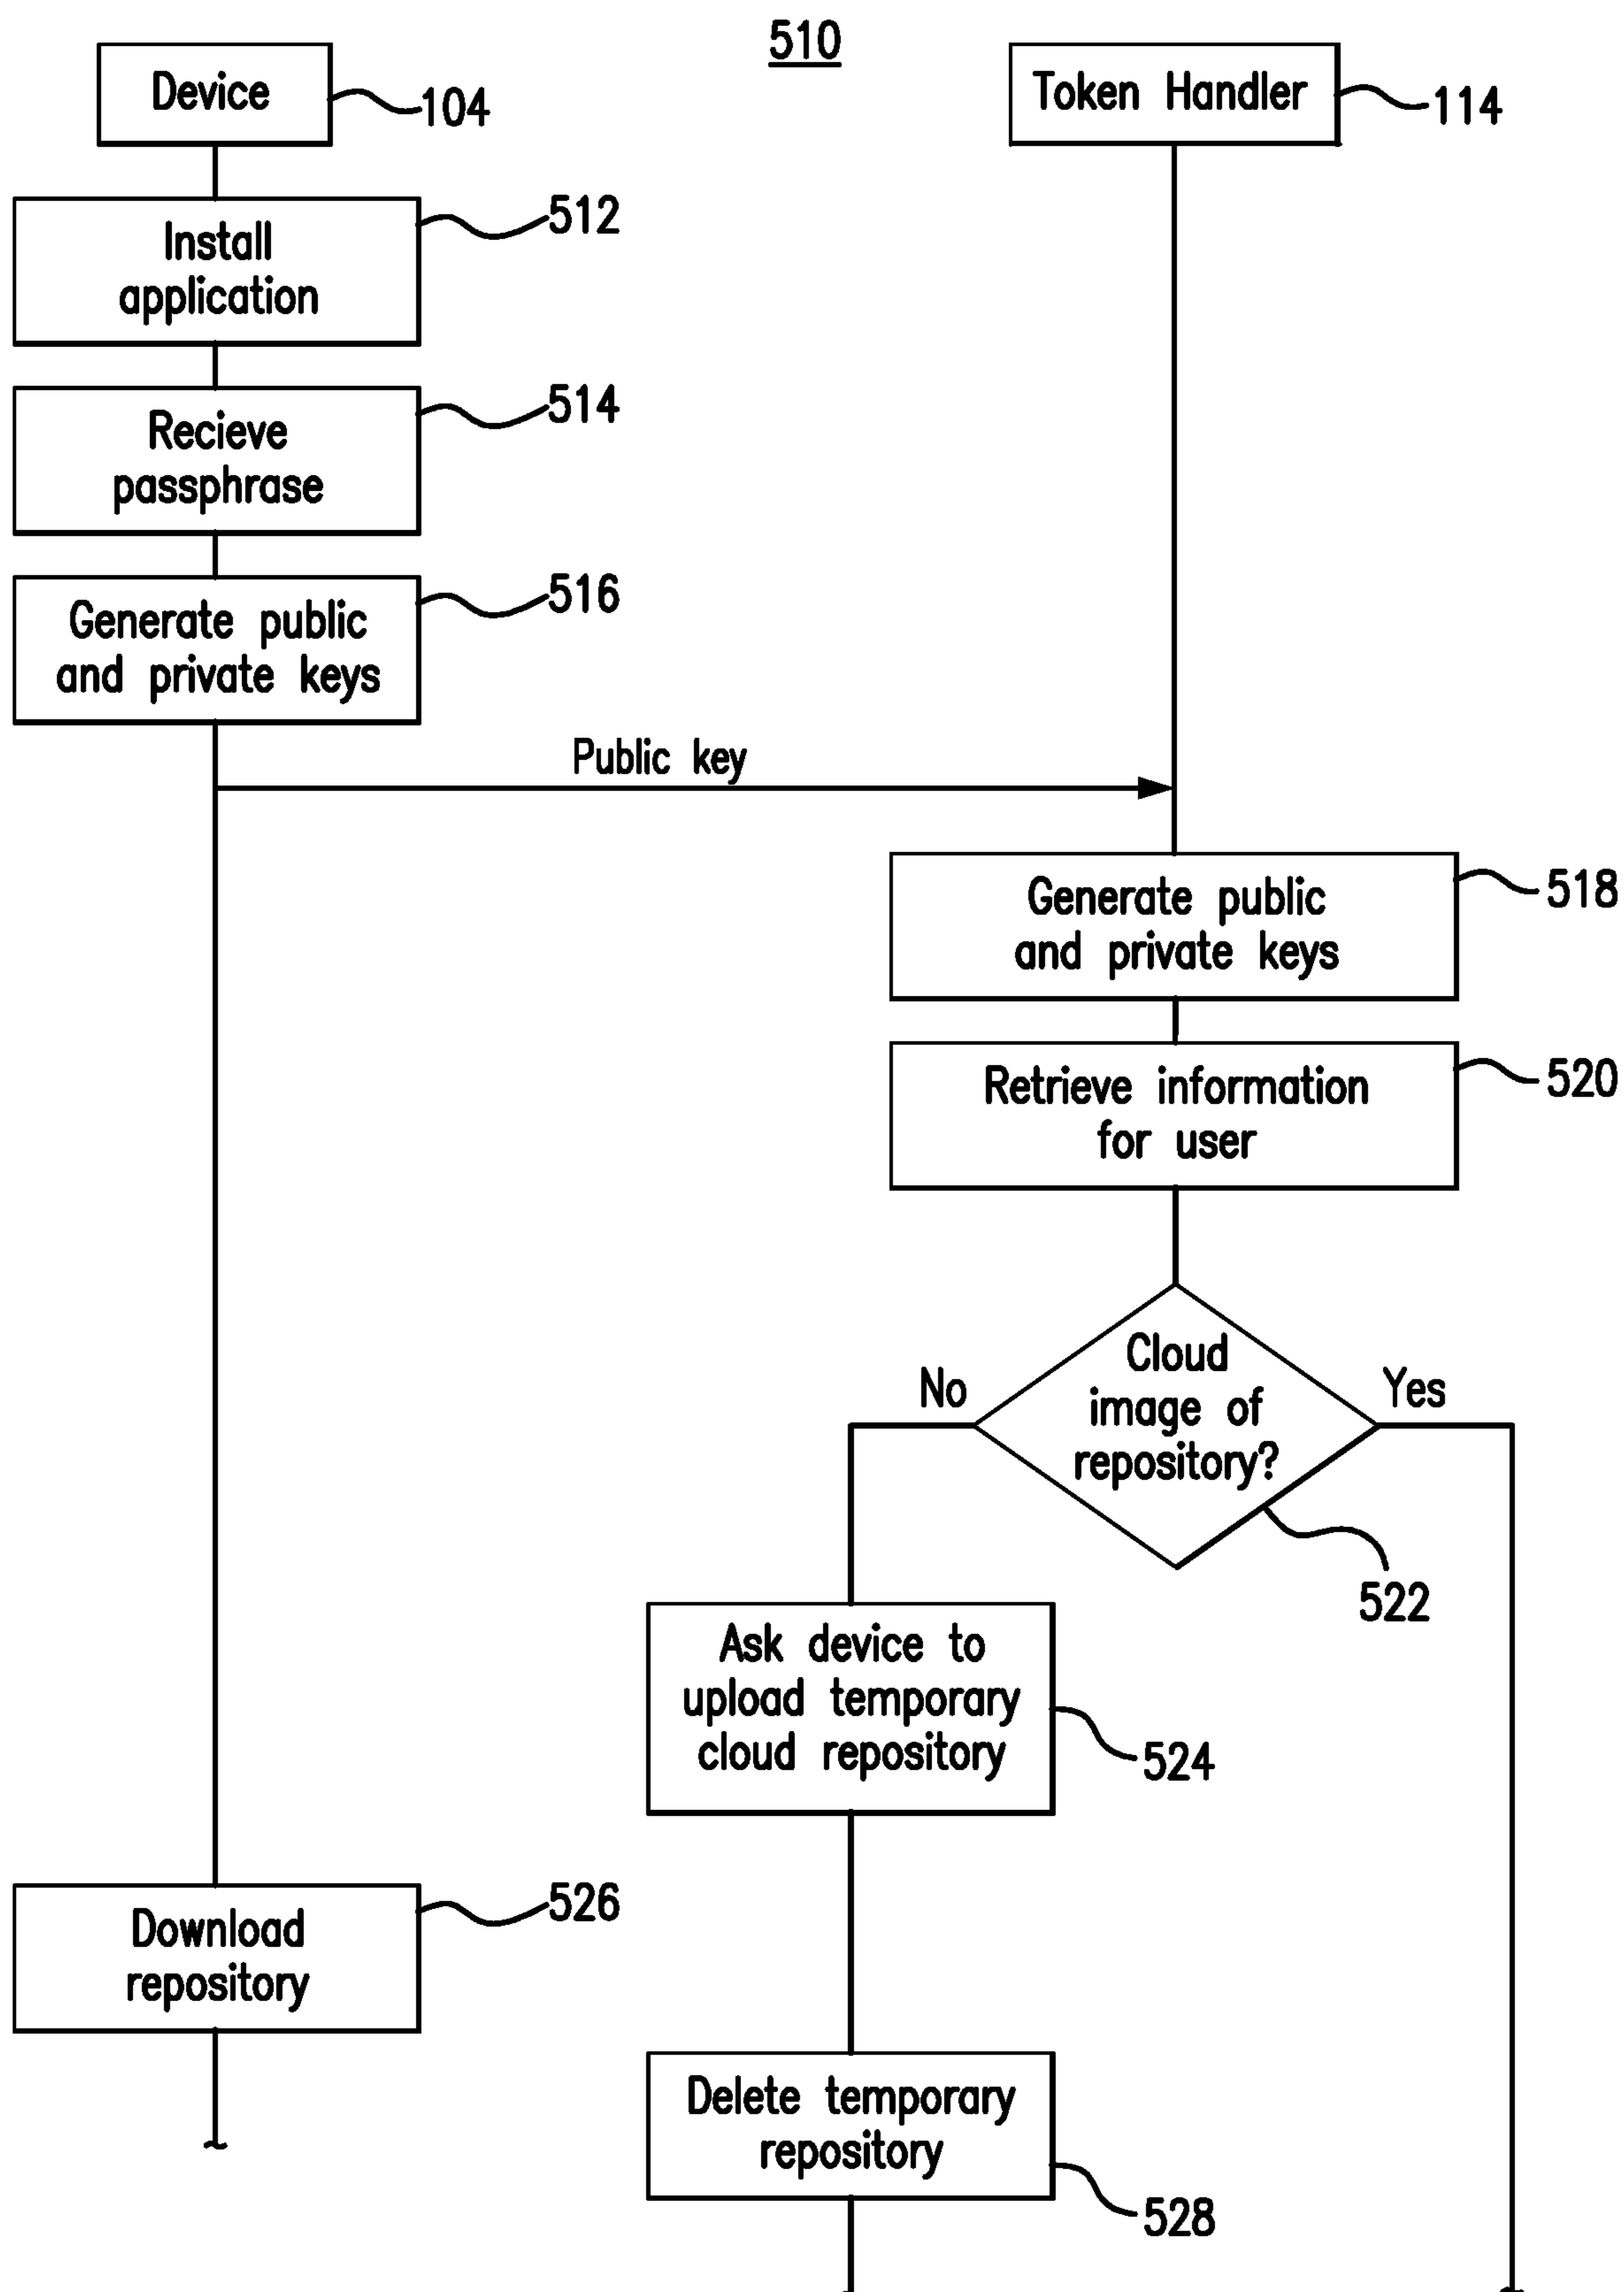 510
Device
104
Token Handler
114
Install
application
512
Recieve
passphrase
514
Generate public
and private keys
516
Public key
Generate public
and private keys
518
Retrieve information
for user
520
Cloud
image of
repository?
No
Yes
522
Ask device to
upload temporary
cloud repository
524
Download
repository
526
Delete temporary
repository
528